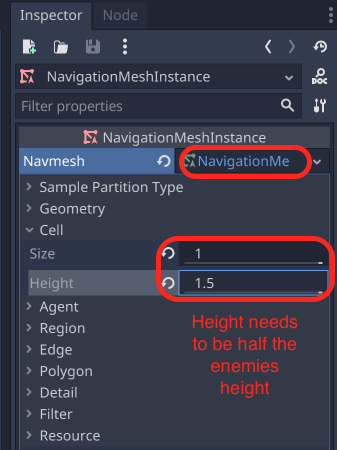 Inspector
Node
NavigationMeshInstance
DOC
Filter properties
NavigationMeshInstance
Navmesh NavigationMe
Sample Partition Type
Geometry
Cell
Size 1
Height 1.5
Agent
Region
Edge
Polygon
Detail
Filter
Resource
Height needs
to be half the
enemies
height